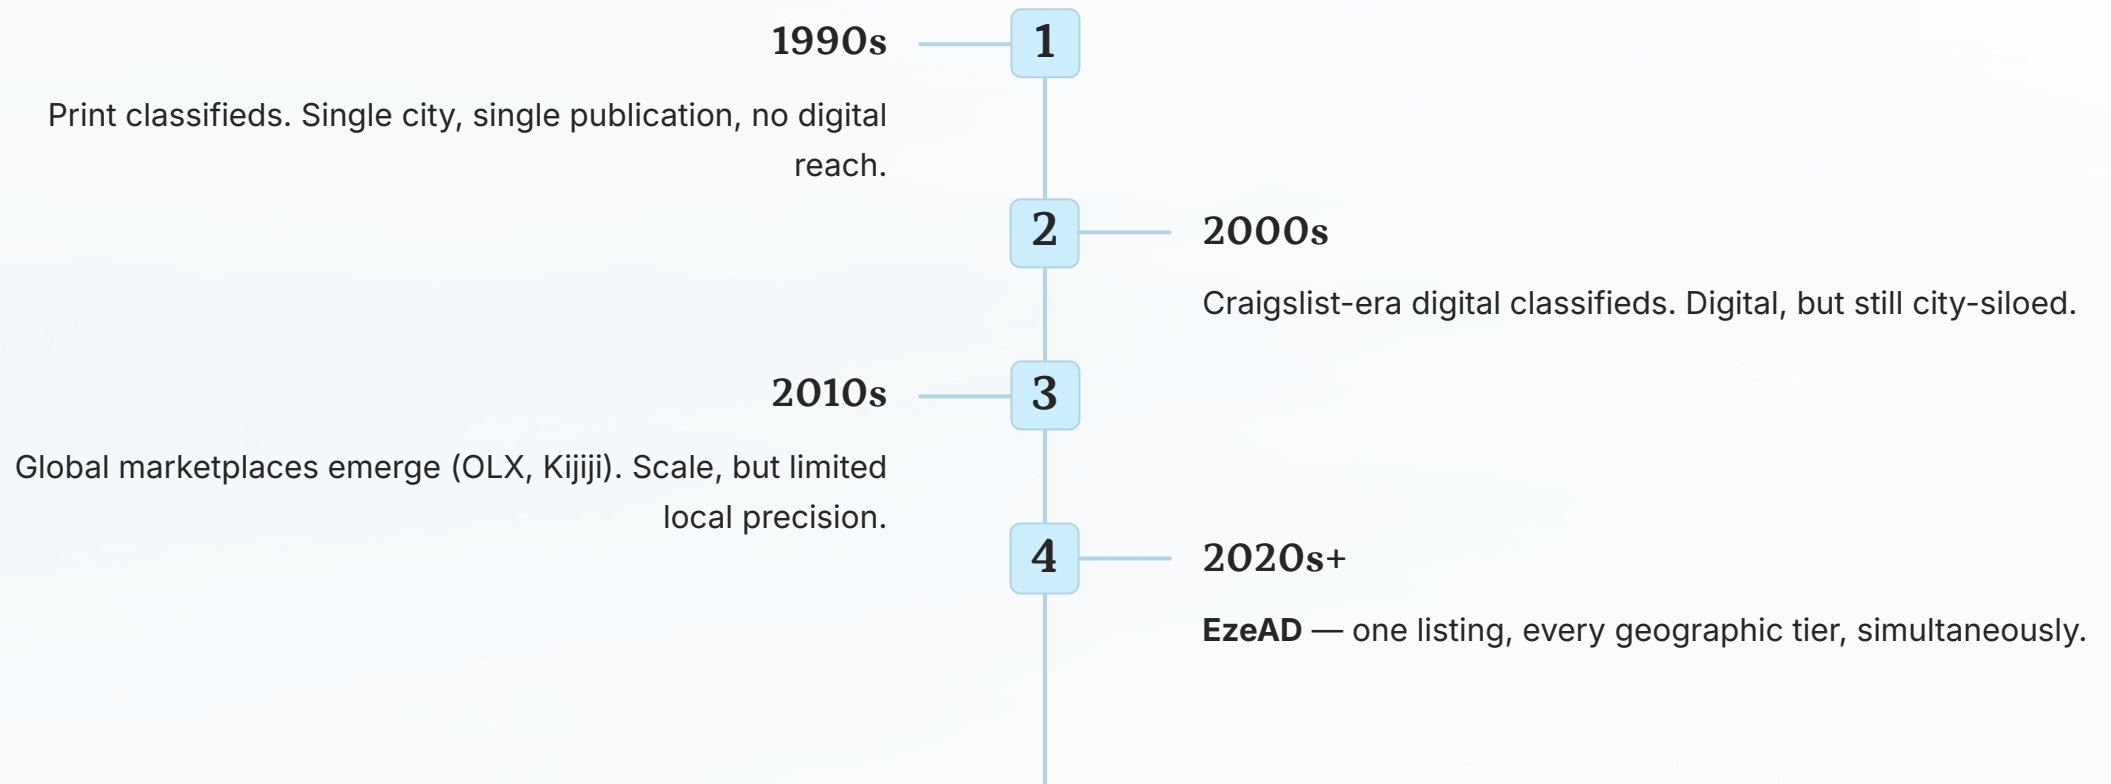 1990s
1
Print classifieds. Single city, single publication, no digital
reach.
2
2000s
Craigslist-era digital classifieds. Digital, but still city-siloed.
2010s
3
Global marketplaces emerge (OLX, Kijiji). Scale, but limited
local precision.
4
2020s+
EzeAD — one listing, every geographic tier, simultaneously.